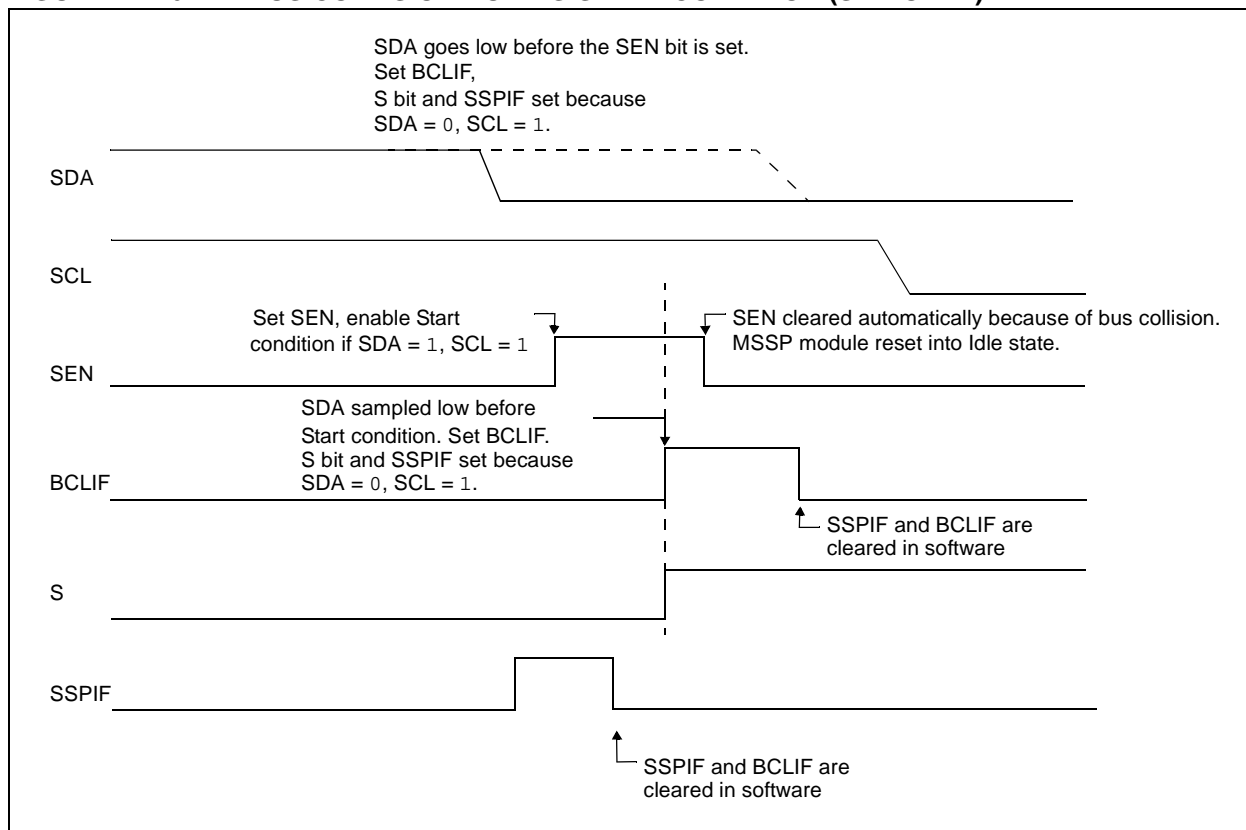 SDA goes low before the SEN bit is set.
Set BCLIF,
S bit and SSPIF set because
SDA = 0, SCL = 1.
SDA
SCL
Set SEN, enable Start
condition if SDA = 1, SCL = 1
SEN cleared automatically because of bus collision.
MSSP module reset into Idle state.
SEN
SDA sampled low before
Start condition. Set BCLIF.
S bit and SSPIF set because
SDA = 0, SCL = 1.
BCLIF
SSPIF and BCLIF are
cleared in software
S
SSPIF
SSPIF and BCLIF are
cleared in software